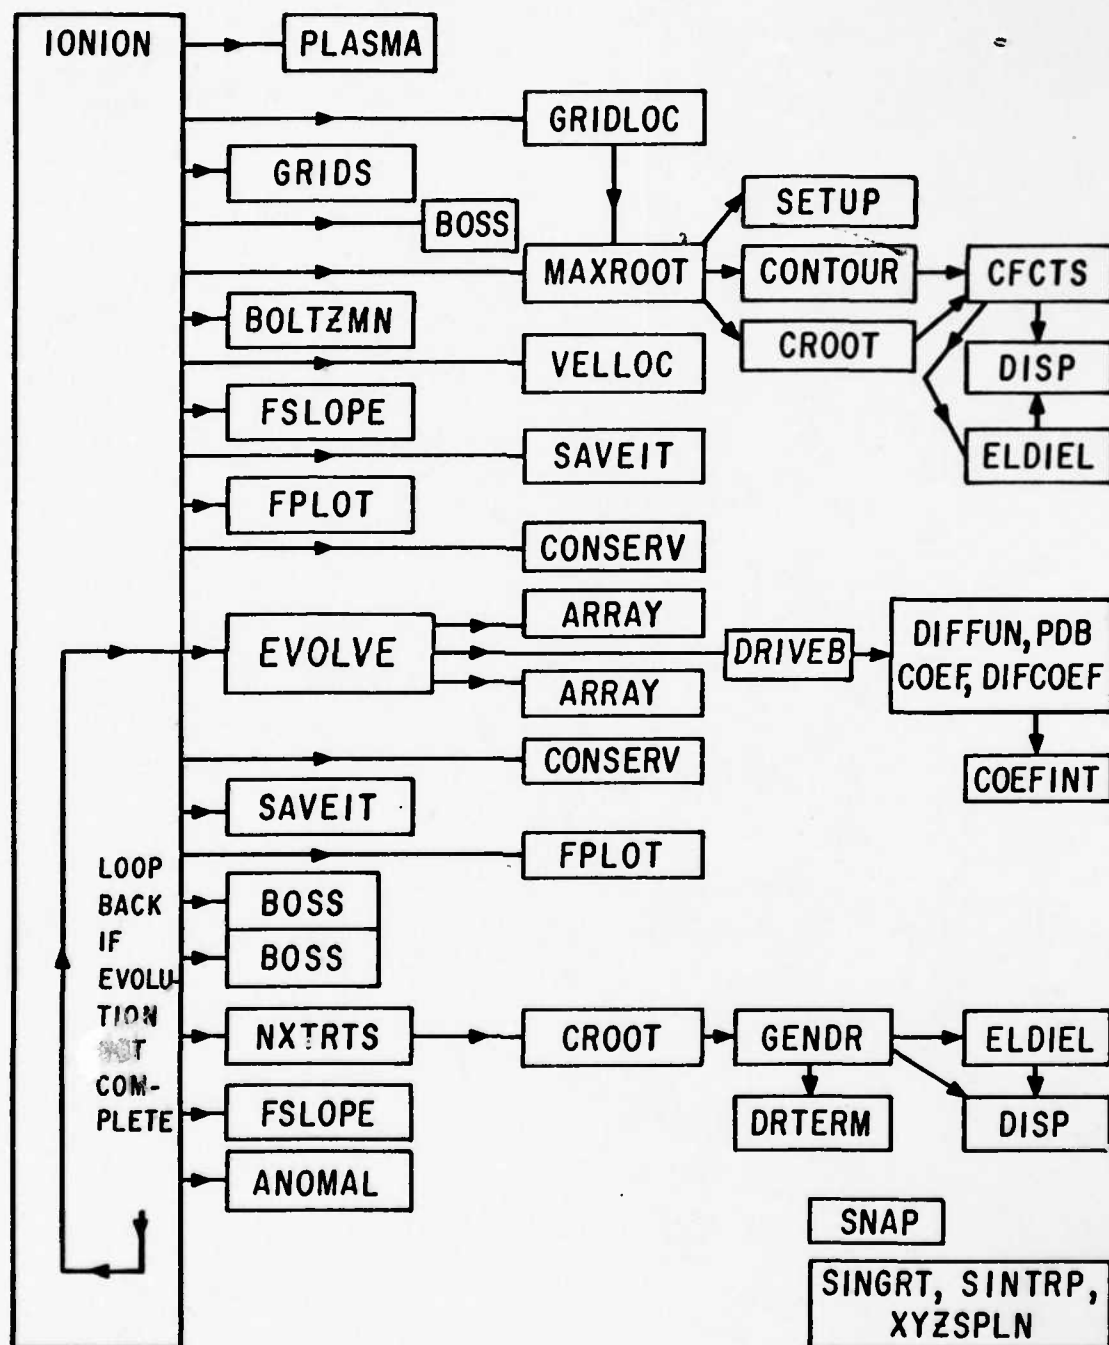 IONION
PLASMA
GRIDLOC
GRIDS
SETUP
BOSS
MAXROOT
CONTOUR
CFCTS
BOLTZMN
CROOT
VELLOC
DISP
FSLOPE
SAVEIT
ELDIEL
FPLOT
CONSERV
ARRAY
EVOLVE
DRIVEB
DIFFUN, PDB
COEF, DIFCOEF
ARRAY
CONSERV
COEFINT
SAVEIT
FPLOT
LOOP
BACK
IF
EVOLU-
TION
COM-
PLETE
BOSS
BOSS
NXTRTS
CROOT
GENDR
ELDIEL
FSLOPE
DRTERM
DISP
ANOMAL
SNAP
SINGRT, SINTRP,
XYZSPLN